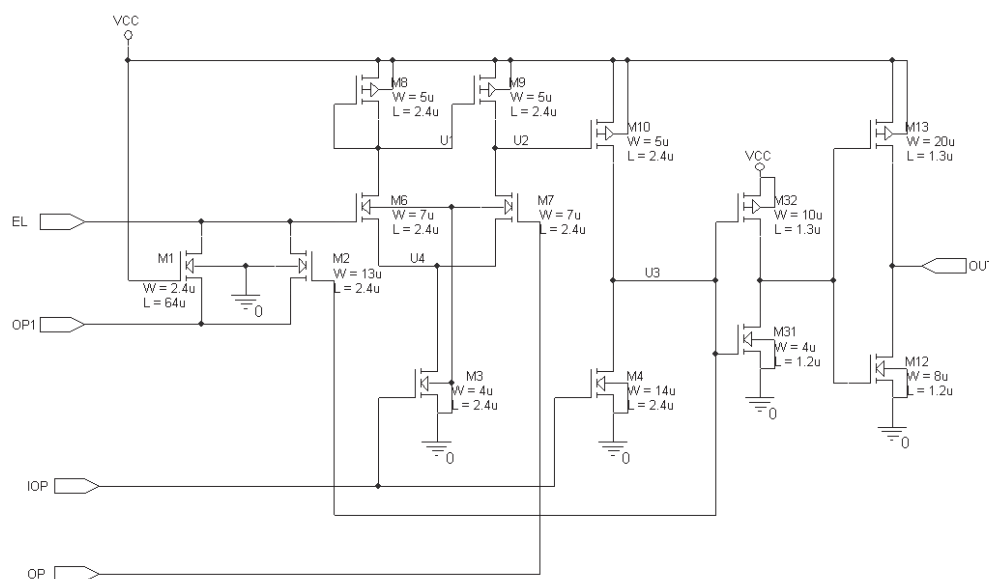 VCC
M8
W = 5u
L = 2.4u
M9
W = 5u
L = 2.4u
M10
W = 5u
L = 2.4u
M13
W = 20u
L = 1.3u
U1
U2
VCC
M32
W = 10u
L = 1.3u
EL
M6
W = 7u
L = 2.4u
M7
W = 7u
L = 2.4u
U4
M1
W = 2.4u
L = 64u
M2
W = 13u
L = 2.4u
0
U3
OUT
OP1
M31
W = 4u
L = 1.2u
0
M3
W = 4u
L = 2.4u
0
M4
W = 14u
L = 2.4u
0
M12
W = 8u
L = 1.2u
0
IOP
OP